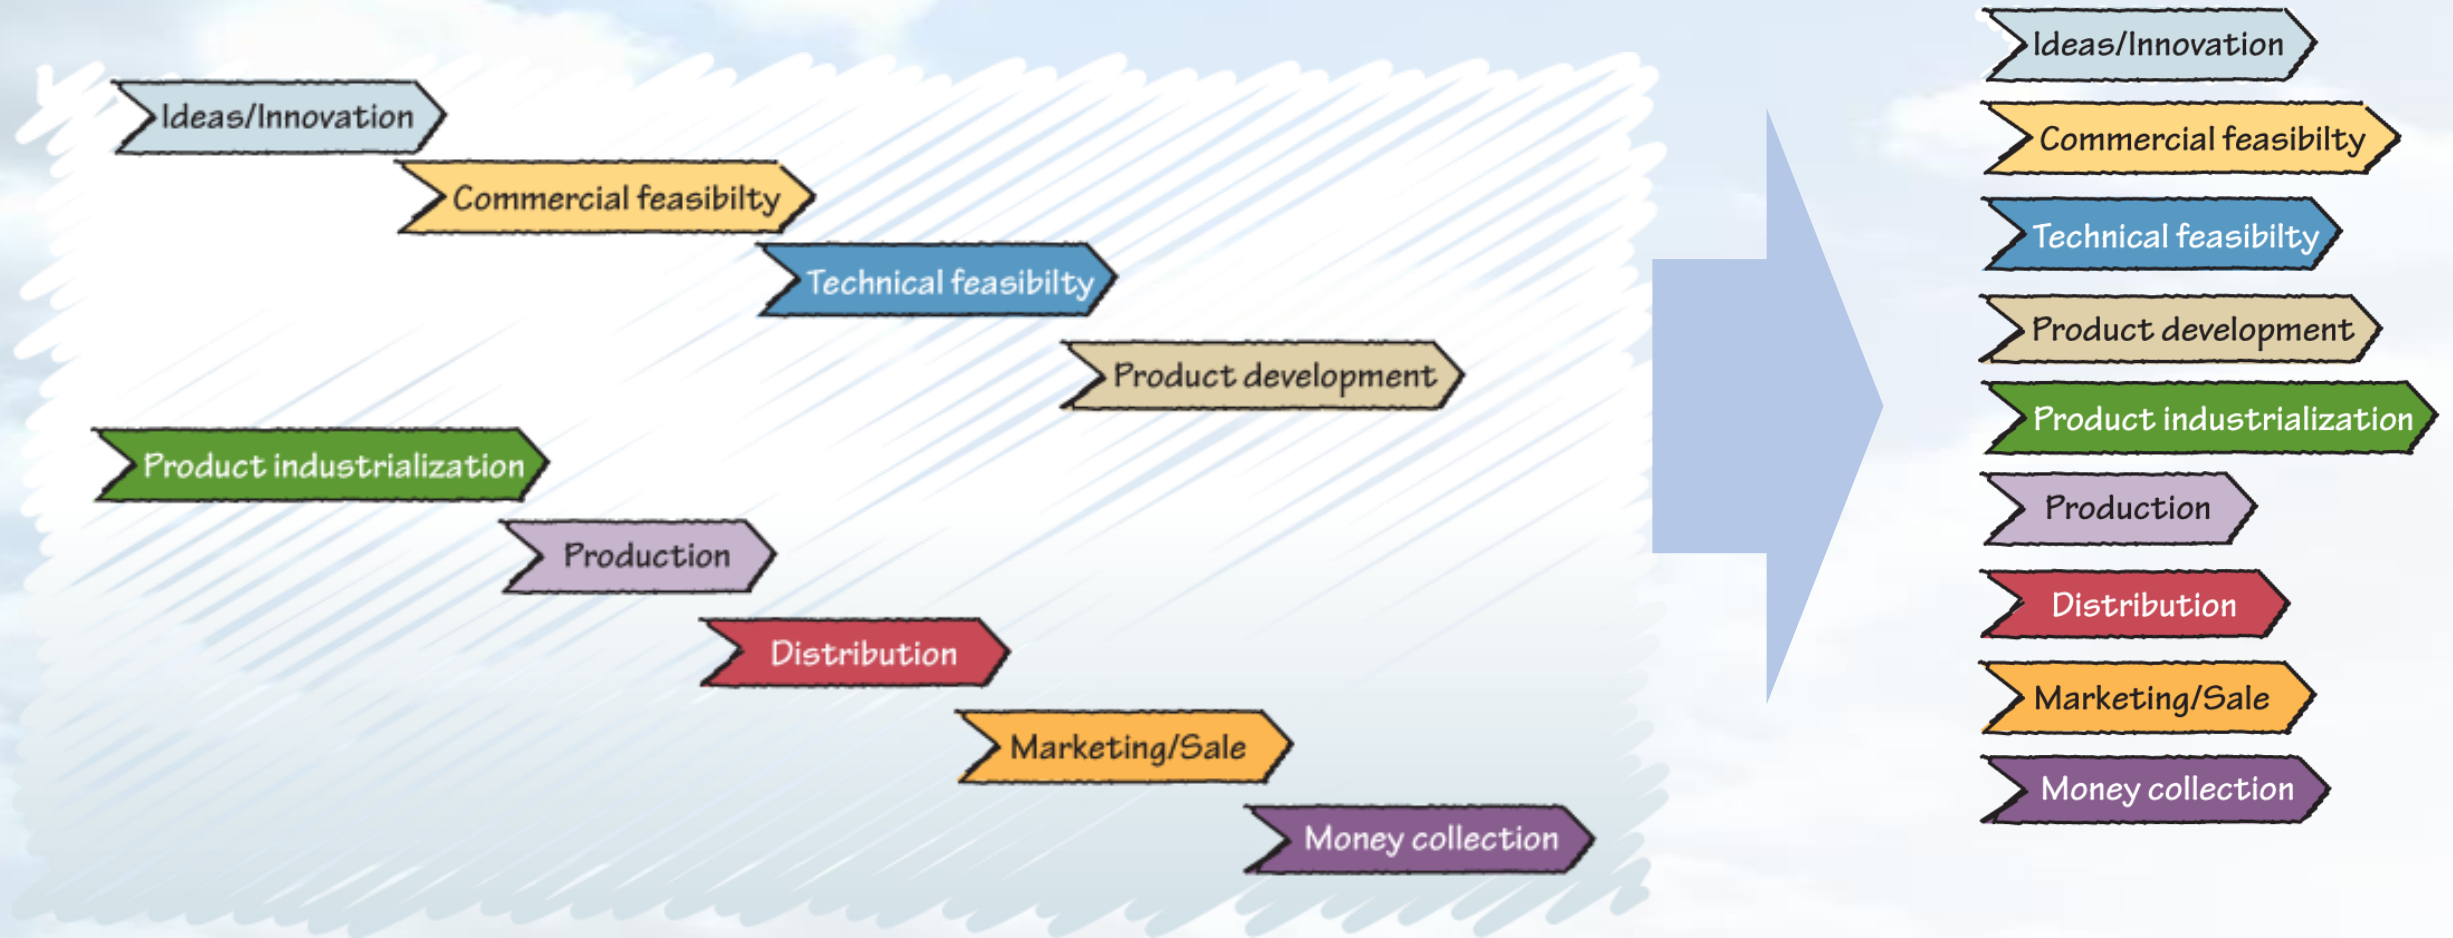 Ideas/Innovation
Commercial feasibilty
Technical feasibilty
Product development
Product industrialization
Production
Distribution
Marketing/Sale
Money collection
Ideas/Innovation
Commercial feasibilty
Technical feasibilty
Product development
Product industrialization
Production
Distribution
Marketing/Sale
Money collection